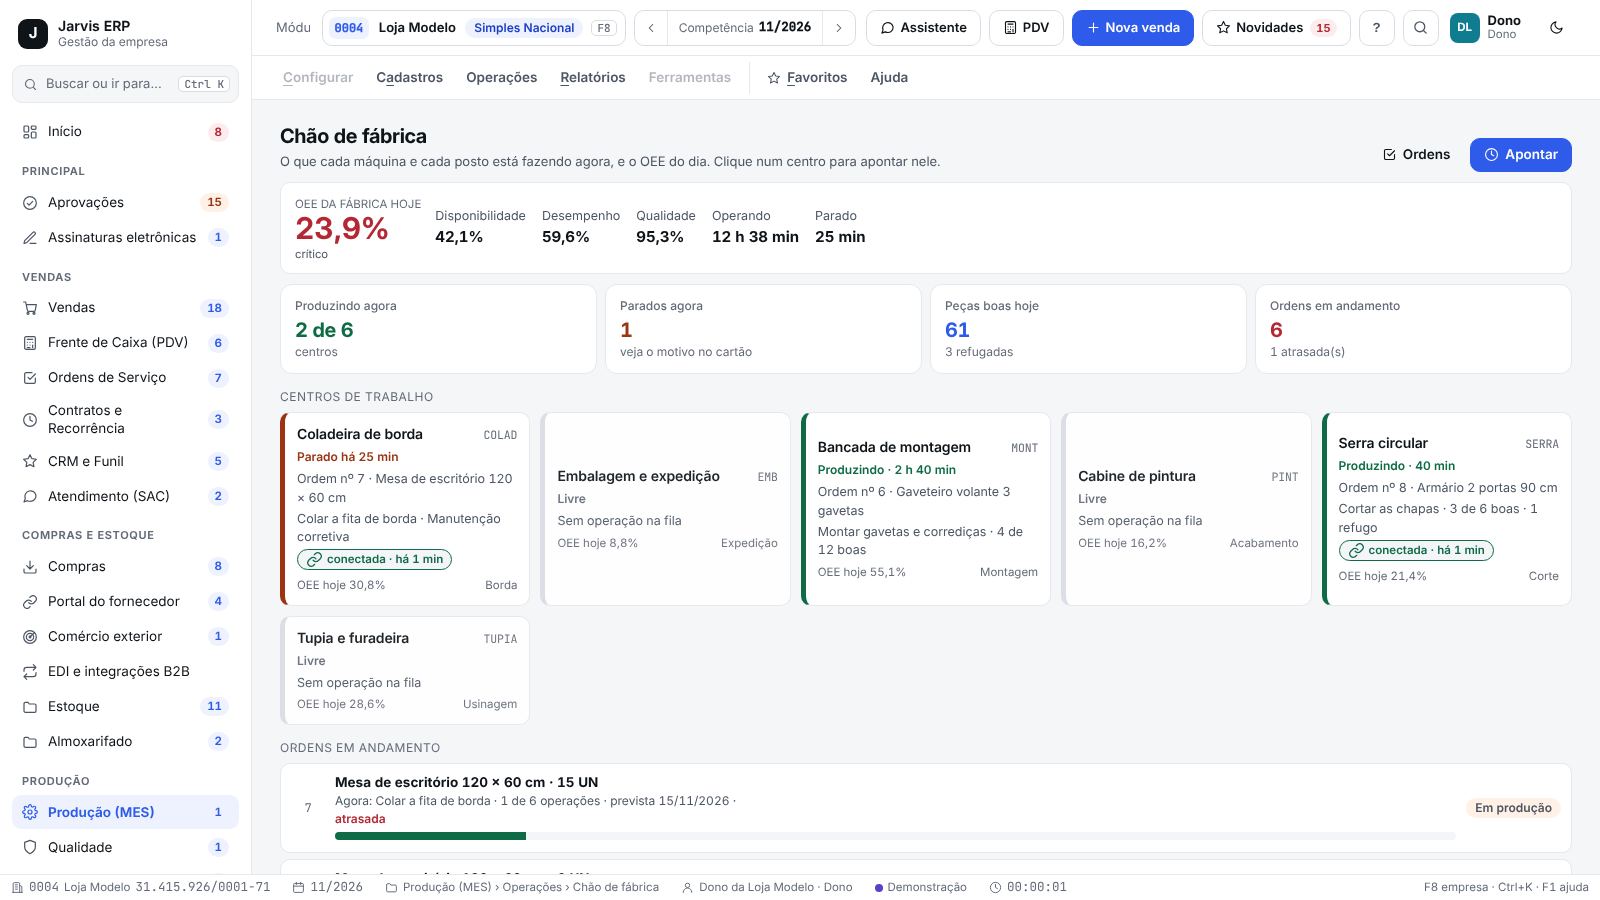 J
Jarvis ERP
Gestão da empresa
Buscar ou ir para... Ctrl K
Início 8
PRINCIPAL
Aprovações 15
Assinaturas eletrônicas 1
VENDAS
Vendas 18
Frente de Caixa (PDV) 6
Ordens de Serviço 7
Contratos e
Recorrência 3
CRM e Funil 5
Atendimento (SAC) 2
COMPRAS E ESTOQUE
Compras 8
Portal do fornecedor 4
Comércio exterior 1
EDI e integrações B2B
Estoque 11
Almoxarifado 2
PRODUÇÃO
Produção (MES) 1
Qualidade 1
Módu 0004 Loja Modelo Simples Nacional F8 Competência 11/2026 Assistente PDV + Nova venda Novidades 15 ? DL Dono
Dono
Configurar Cadastros Operações Relatórios Ferramentas Favoritos Ajuda
Chão de fábrica
O que cada máquina e cada posto está fazendo agora, e o OEE do dia. Clique num centro para apontar nele.
Ordens Apontar
OEE DA FÁBRICA HOJE
23,9%
crítico
Disponibilidade
42,1%
Desempenho
59,6%
Qualidade
95,3%
Operando
12 h 38 min
Parado
25 min
Produzindo agora
2 de 6
centros
Parados agora
1
veja o motivo no cartão
Peças boas hoje
61
3 refugadas
Ordens em andamento
6
1 atrasada(s)
CENTROS DE TRABALHO
Coladeira de borda COLAD
Parado há 25 min
Ordem nº 7 · Mesa de escritório 120
× 60 cm
Colar a fita de borda · Manutenção
corretiva
conectada · há 1 min
OEE hoje 30,8% Borda
Embalagem e expedição EMB
Livre
Sem operação na fila
OEE hoje 8,8% Expedição
Bancada de montagem MONT
Produzindo · 2 h 40 min
Ordem nº 6 · Gaveteiro volante 3
gavetas
Montar gavetas e corrediças · 4 de
12 boas
OEE hoje 55,1% Montagem
Cabine de pintura PINT
Livre
Sem operação na fila
OEE hoje 16,2% Acabamento
Serra circular SERRA
Produzindo · 40 min
Ordem nº 8 · Armário 2 portas 90 cm
Cortar as chapas · 3 de 6 boas · 1
refugo
conectada · há 1 min
OEE hoje 21,4% Corte
Tupia e furadeira TUPIA
Livre
Sem operação na fila
OEE hoje 28,6% Usinagem
ORDENS EM ANDAMENTO
7
Mesa de escritório 120 × 60 cm · 15 UN
Agora: Colar a fita de borda · 1 de 6 operações · prevista 15/11/2026 ·
atrasada
Em produção
0004 Loja Modelo 31.415.926/0001-71 11/2026 Produção (MES) › Operações › Chão de fábrica Dono da Loja Modelo · Dono Demonstração 00:00:01 F8 empresa · Ctrl+K · F1 ajuda